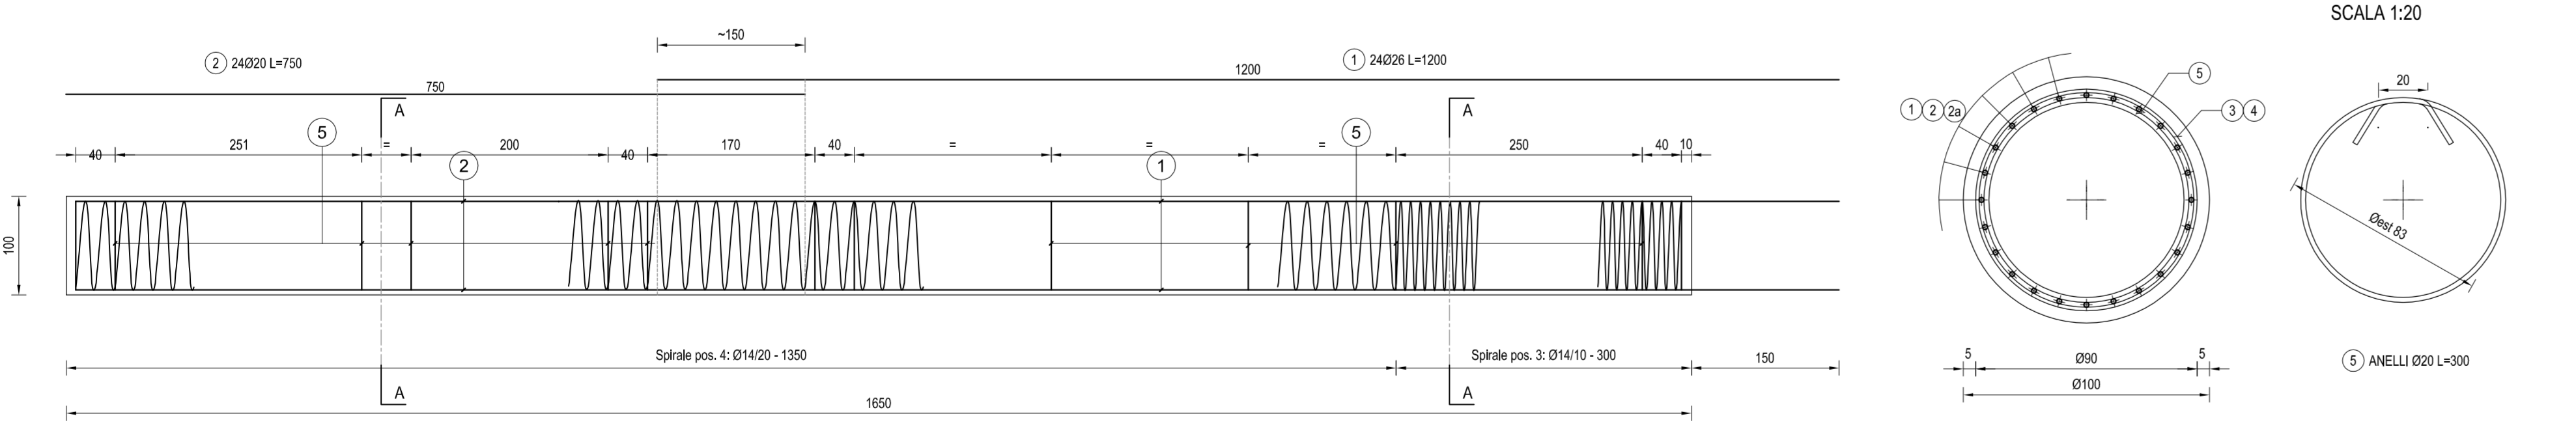 SCALA 1:20
~150
2 24Ø20 L=750
1 24Ø26 L=1200
750
1200
A
A
5
5
40
251
=
200
40
170
40
=
=
=
250
40
10
2
1
100
Spirale pos. 4: Ø14/20 - 1350
Spirale pos. 3: Ø14/10 - 300
150
A
A
1650
5
1 2 2a
3 4
5
Ø90
5
Ø100
20
Øest 83
5 ANELLI Ø20 L=300